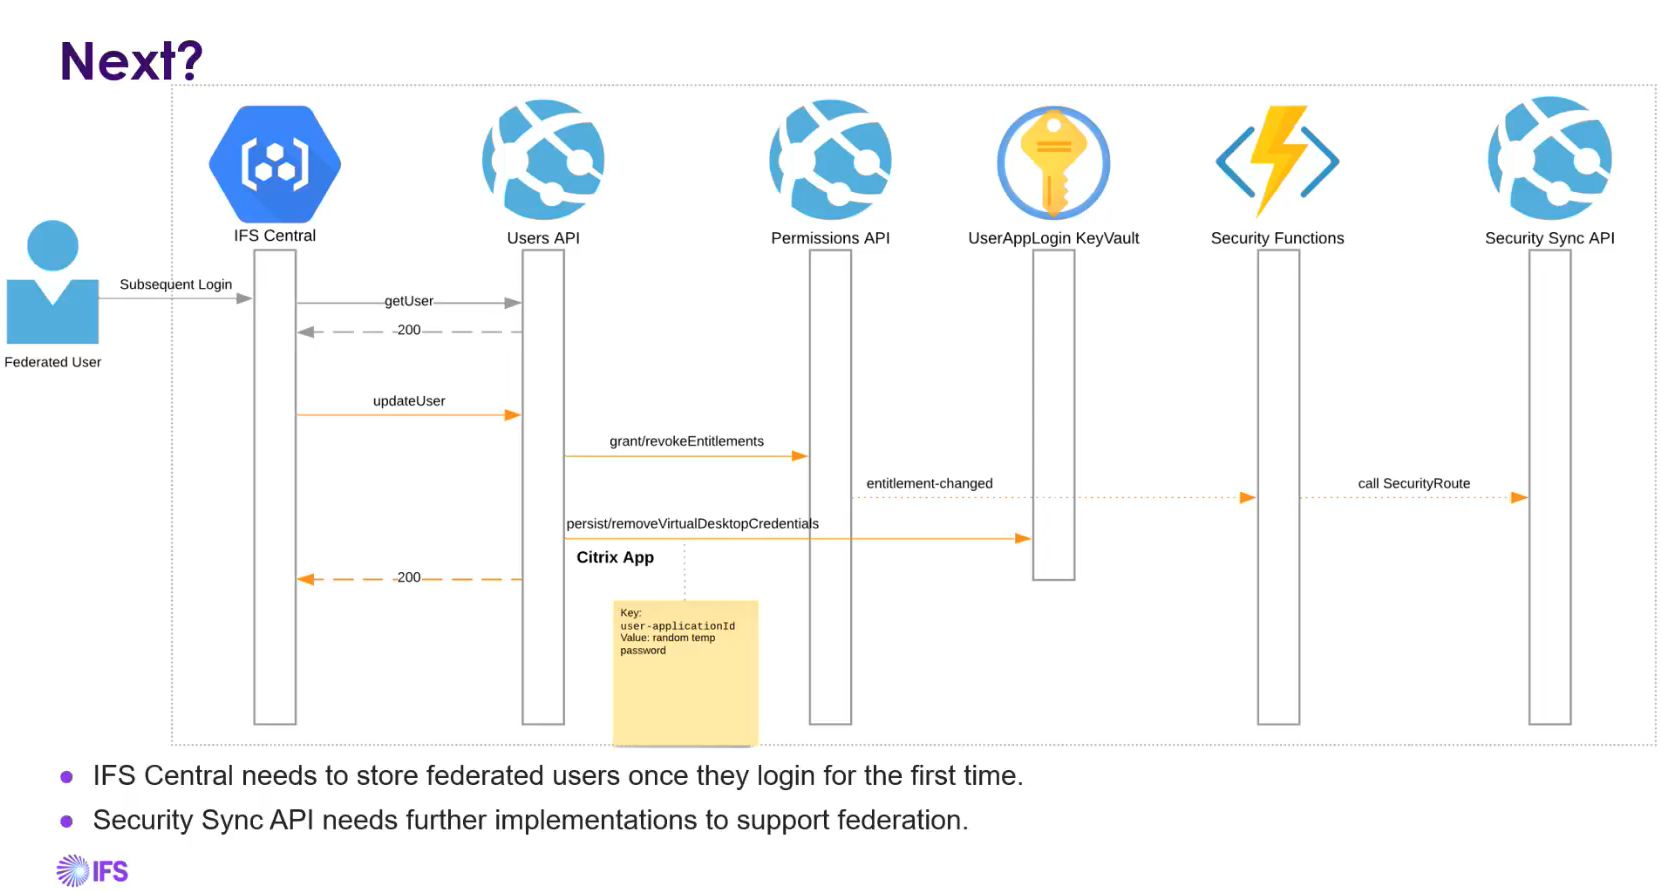 Next?
IFS Central
Users API
Permissions API
UserAppLogin KeyVault
Security Functions
Security Sync API
Subsequent Login
getUser
200
Federated User
updateUser
grant/revokeEntitlements
entitlement-changed
call SecurityRoute
persist/removeVirtualDesktopCredentials
Citrix App
200
Key:
user-applicationId
Value: random temp
password
IFS Central needs to store federated users once they login for the first time.
Security Sync API needs further implementations to support federation.
IFS